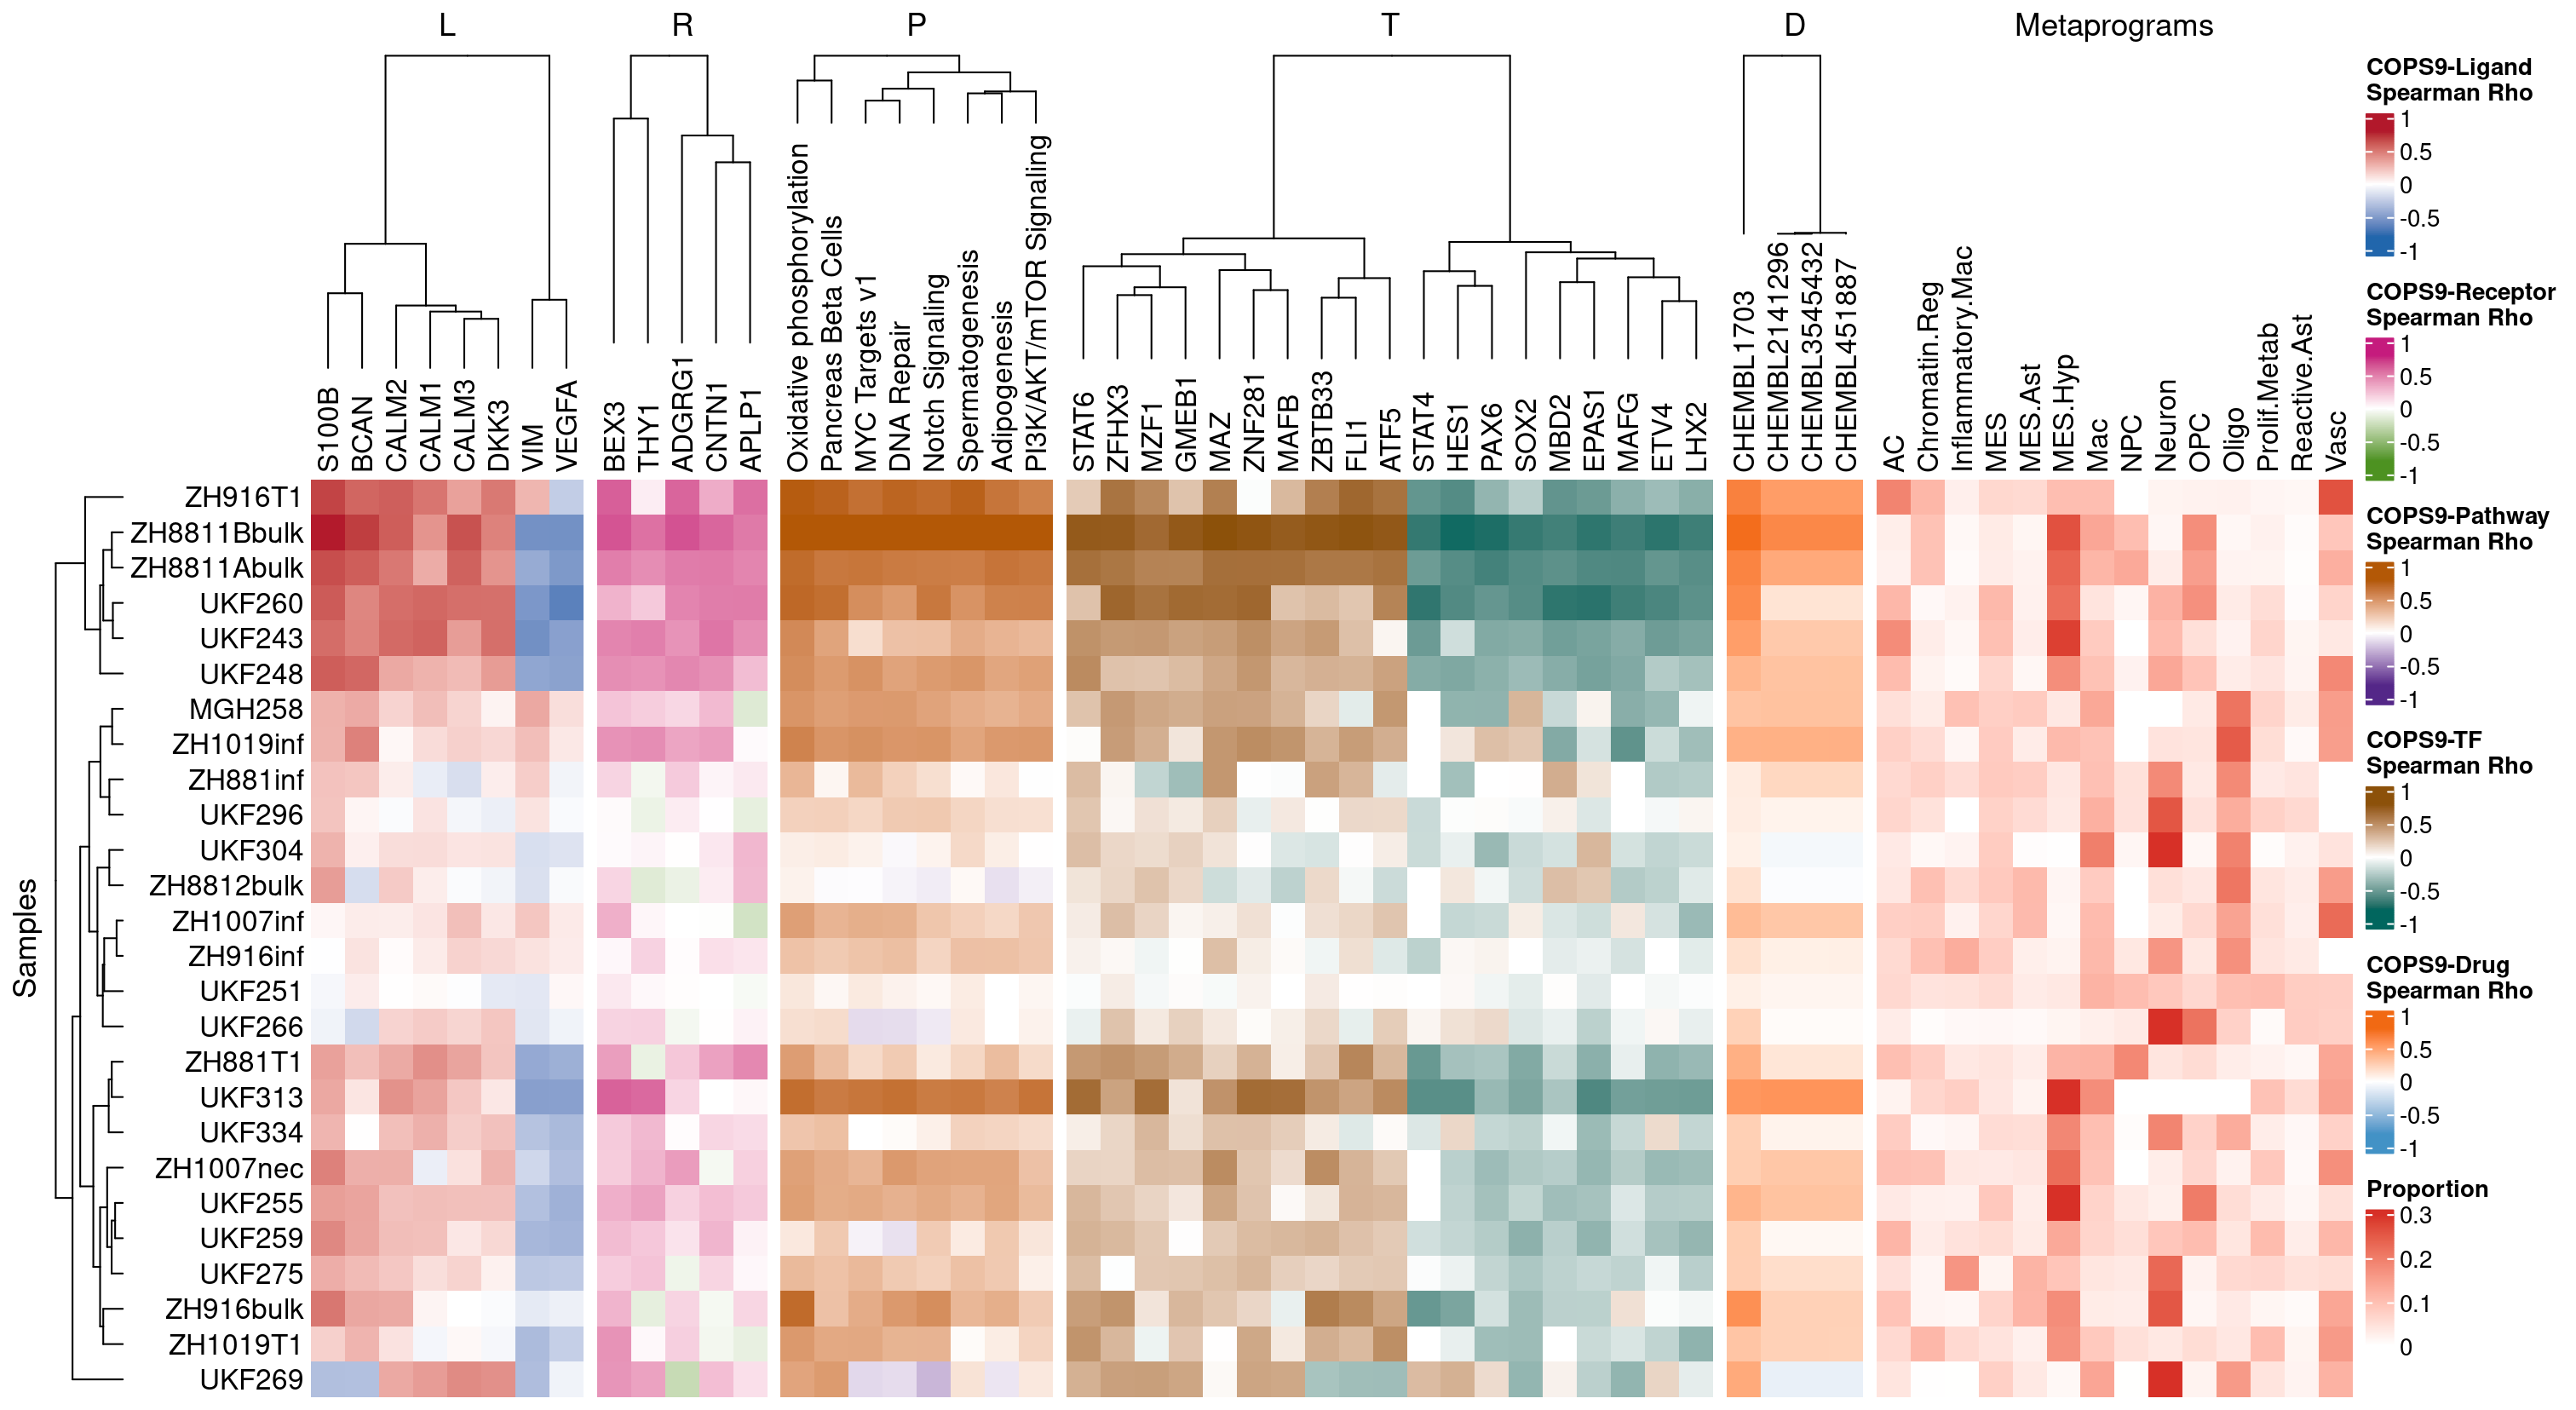 L R P T D Metaprograms
S100B
BCAN
CALM2
CALM1
CALM3
DKK3
VIM
VEGFA
BEX3
THY1
ADGRG1
CNTN1
APLP1
Oxidative phosphorylation
Pancreas Beta Cells
MYC Targets v1
DNA Repair
Notch Signaling
Spermatogenesis
Adipogenesis
PI3K/AKT/mTOR Signaling
STAT6
ZFHX3
MZF1
GMEB1
MAZ
ZNF281
MAFB
ZBTB33
FLI1
ATF5
STAT4
HES1
PAX6
SOX2
MBD2
EPAS1
MAFG
ETV4
LHX2
CHEMBL1703
CHEMBL2141296
CHEMBL3545432
CHEMBL451887
AC
Chromatin.Reg
Inflammatory.Mac
MES
MES.Ast
MES.Hyp
Mac
NPC
Neuron
OPC
Oligo
Prolif.Metab
Reactive.Ast
Vasc
Samples
ZH916T1
ZH8811Bbulk
ZH8811Abulk
UKF260
UKF243
UKF248
MGH258
ZH1019inf
ZH881inf
UKF296
UKF304
ZH8812bulk
ZH1007inf
ZH916inf
UKF251
UKF266
ZH881T1
UKF313
UKF334
ZH1007nec
UKF255
UKF259
UKF275
ZH916bulk
ZH1019T1
UKF269
COPS9-Ligand
Spearman Rho
1
0.5
0
-0.5
-1
COPS9-Receptor
Spearman Rho
1
0.5
0
-0.5
-1
COPS9-Pathway
Spearman Rho
1
0.5
0
-0.5
-1
COPS9-TF
Spearman Rho
1
0.5
0
-0.5
-1
COPS9-Drug
Spearman Rho
1
0.5
0
-0.5
-1
Proportion
0.3
0.2
0.1
0